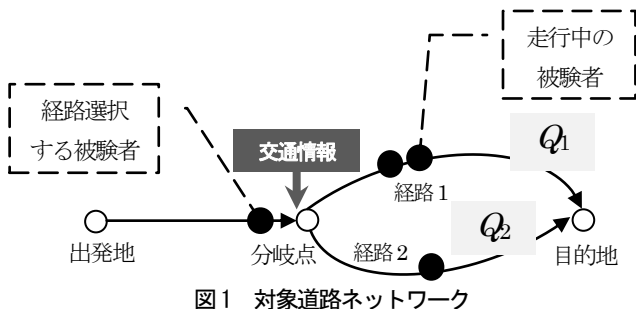 走行中の
被験者
経路選択
する被験者
交通情報
Q1
経路1
Q2
出発地
分岐点
経路2
目的地
図1 対象道路ネットワーク